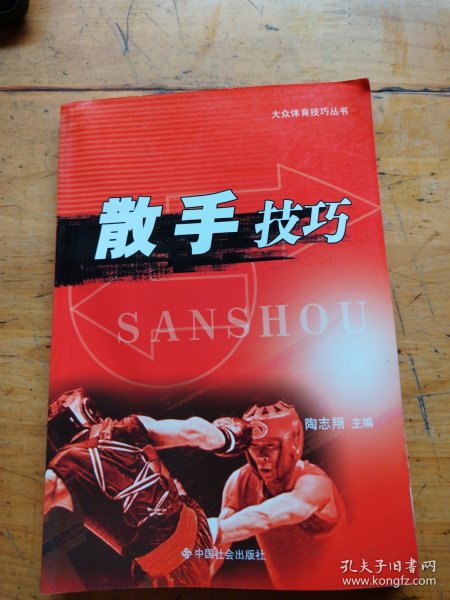 大众体育技巧丛书
散手技巧
SANSHOU
陶志翔 主编
中国社会出版社
孔夫子旧书网
www.kongfz.com